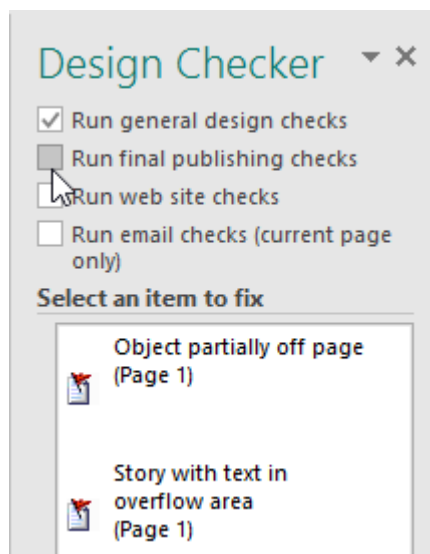 Design Checker
Run general design checks
Run final publishing checks
Run web site checks
Run email checks (current page
only)
Select an item to fix
Object partially off page
(Page 1)
Story with text in
overflow area
(Page 1)